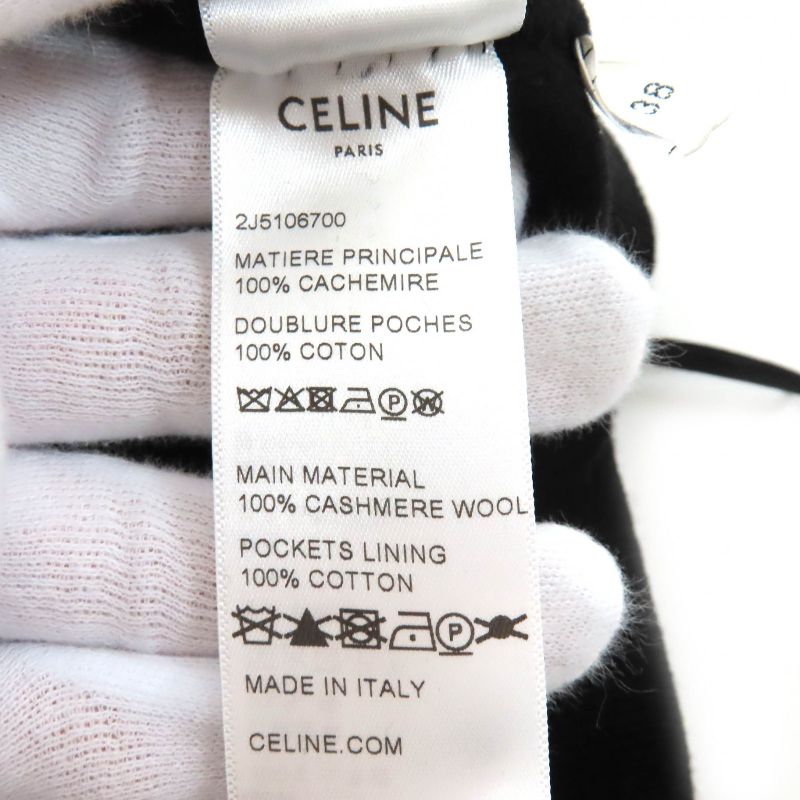 CELINE
PARIS
38
2J5106700
MATIERE PRINCIPALE
100% CACHEMIRE
DOUBLURE POCHES
100% COTON
P W
MAIN MATERIAL
100% CASHMERE WOOL
POCKETS LINING
100% COTTON
P
MADE IN ITALY
CELINE.COM